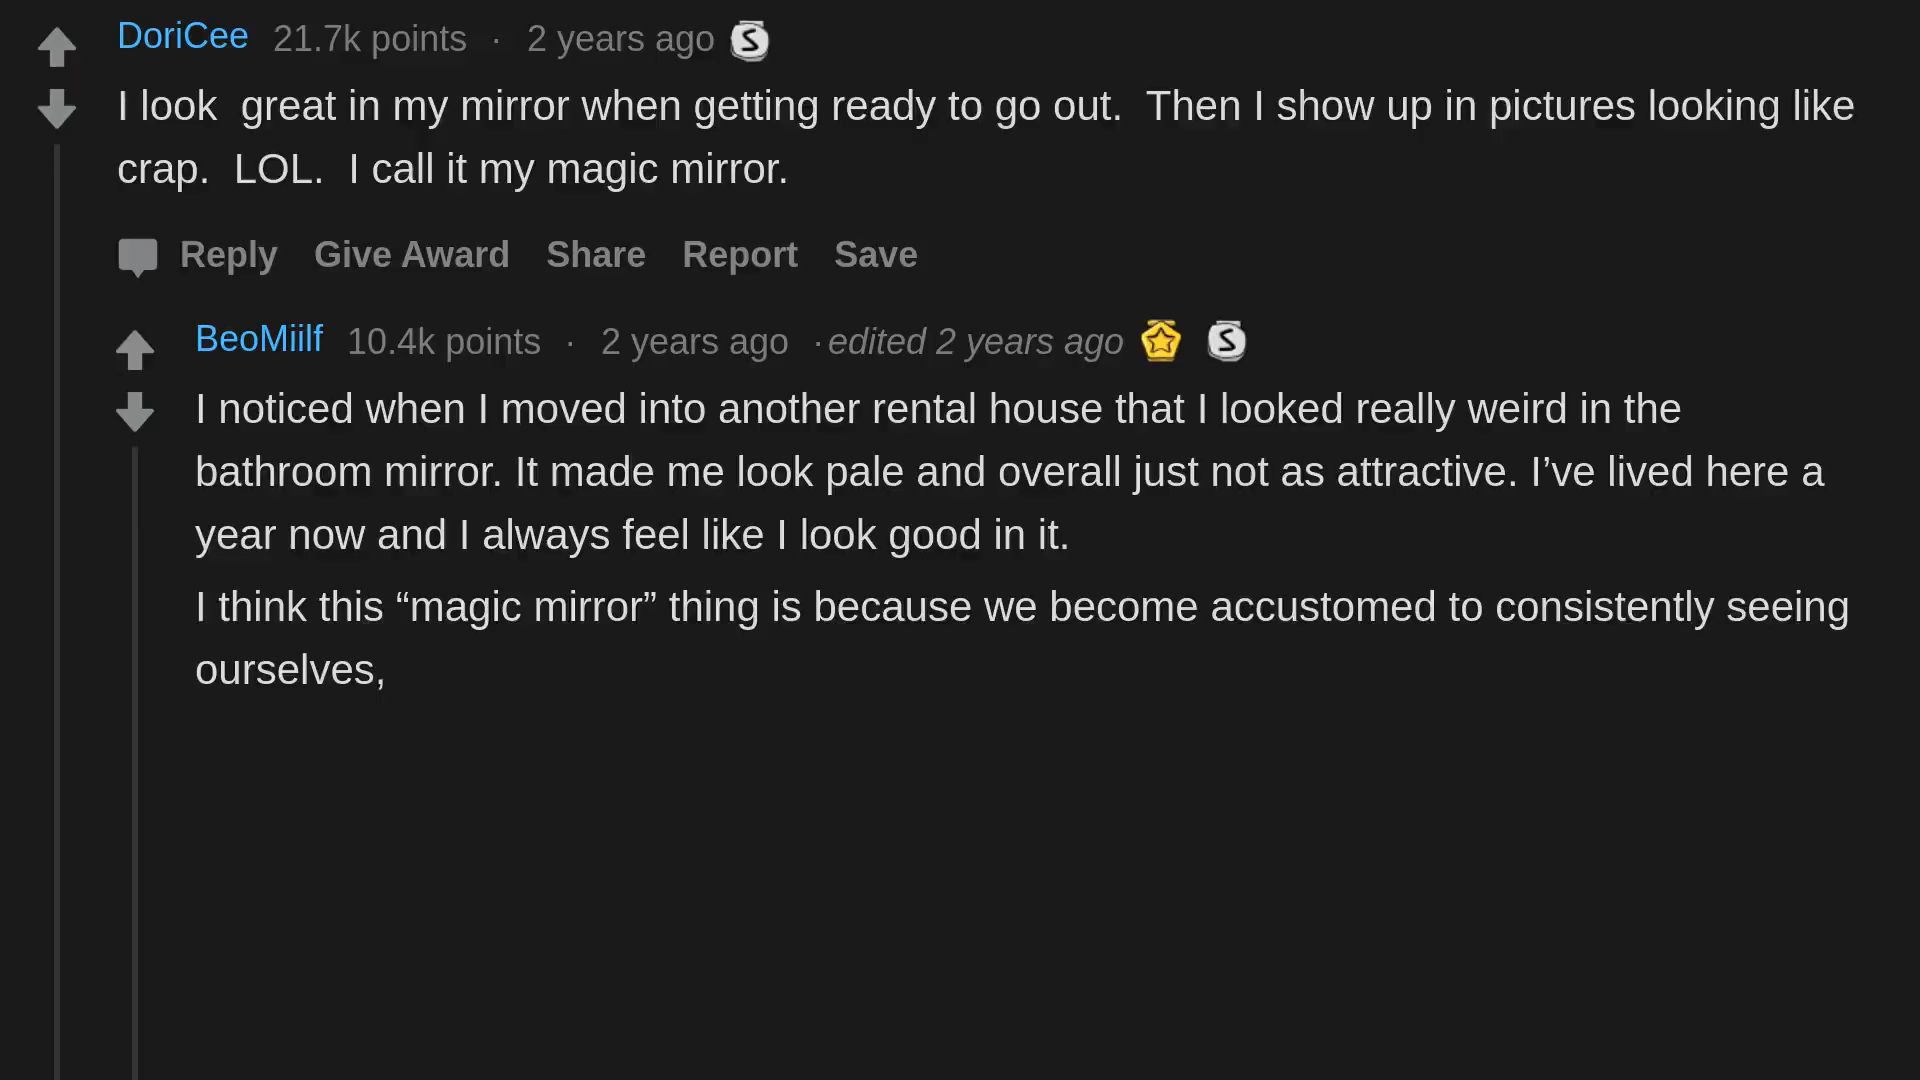 DoriCee 21.7k points · 2 years ago S
I look  great in my mirror when getting ready to go out.  Then I show up in pictures looking like
crap.  LOL.  I call it my magic mirror.
Reply Give Award Share Report Save
BeoMiilf 10.4k points · 2 years ago ·edited 2 years ago S
I noticed when I moved into another rental house that I looked really weird in the
bathroom mirror. It made me look pale and overall just not as attractive. I’ve lived here a
year now and I always feel like I look good in it.
I think this “magic mirror” thing is because we become accustomed to consistently seeing
ourselves,